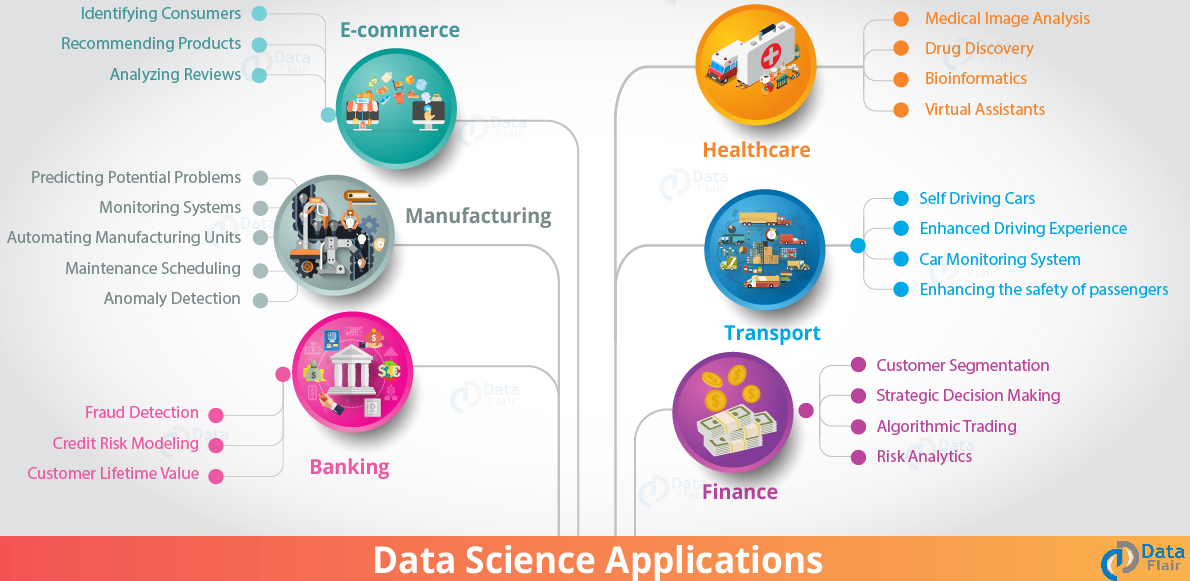 Identifying Consumers
Recommending Products
Analyzing Reviews
E-commerce
Predicting Potential Problems
Monitoring Systems
Automating Manufacturing Units
Maintenance Scheduling
Anomaly Detection
Manufacturing
Fraud Detection
Credit Risk Modeling
Customer Lifetime Value
Banking
Medical Image Analysis
Drug Discovery
Bioinformatics
Virtual Assistants
Healthcare
Self Driving Cars
Enhanced Driving Experience
Car Monitoring System
Enhancing the safety of passengers
Transport
Customer Segmentation
Strategic Decision Making
Algorithmic Trading
Risk Analytics
Finance
Data Science Applications
Data
Flair